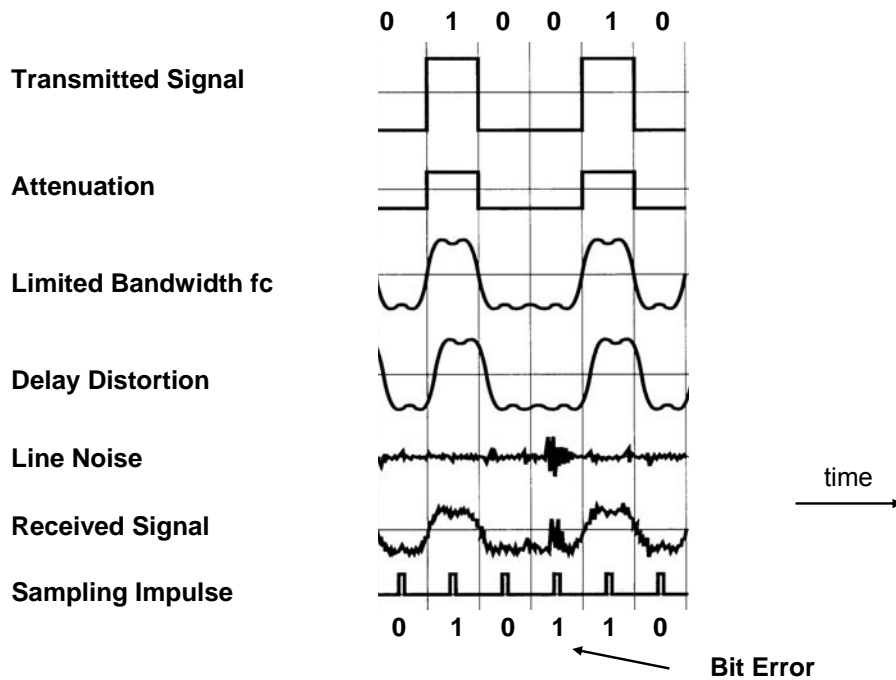 0 1 0 0 1 0
Transmitted Signal
Attenuation
Limited Bandwidth fc
Delay Distortion
Line Noise
time
Received Signal
Sampling Impulse
0 1 0 1 1 0
Bit Error